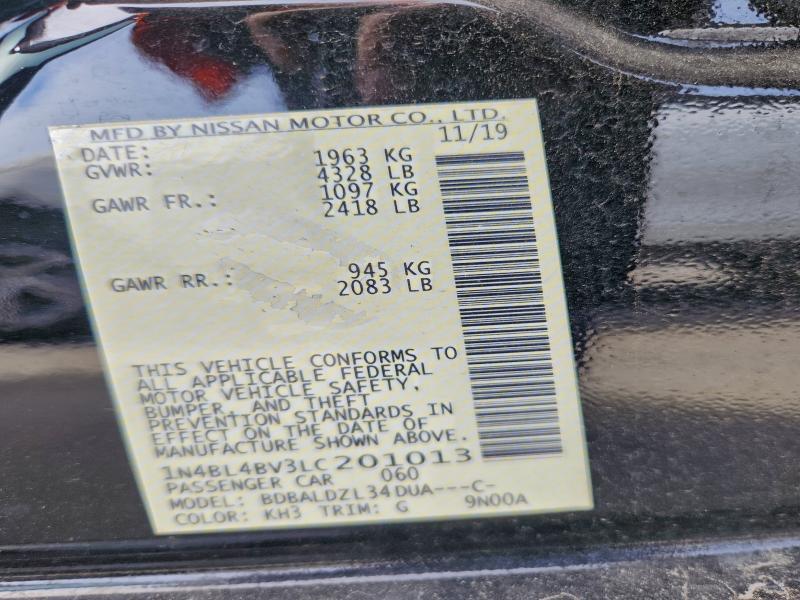 MFD BY NISSAN MOTOR CO., LTD.
DATE: 11/19
GVWR: 1963 KG
4328 LB
GAWR FR.: 1097 KG
2418 LB
GAWR RR.: 945 KG
2083 LB
THIS VEHICLE CONFORMS TO
ALL APPLICABLE FEDERAL
MOTOR VEHICLE SAFETY,
BUMPER, AND THEFT
PREVENTION STANDARDS IN
EFFECT ON THE DATE OF
MANUFACTURE SHOWN ABOVE.
1N4BL4BV3LC201013
PASSENGER CAR 060
MODEL: BDBALDZL34DUA---C-
COLOR: KH3 TRIM: G 9N00A